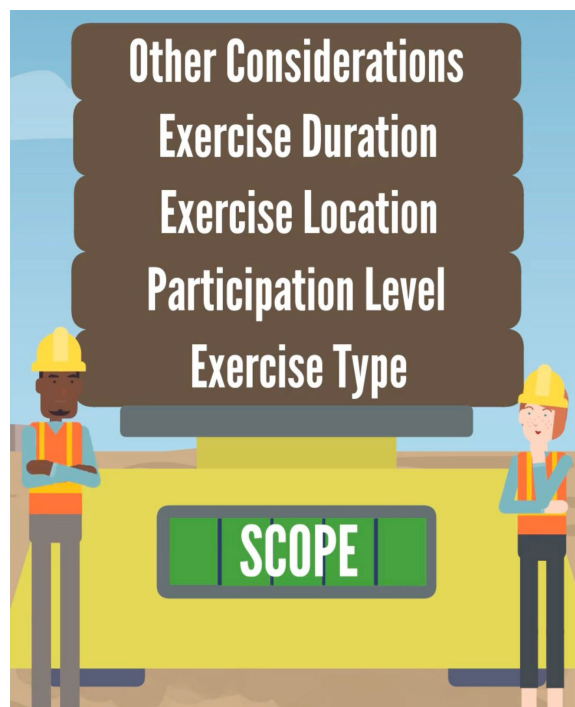 Other Considerations
Exercise Duration
Exercise Location
Participation Level
Exercise Type
SCOPE